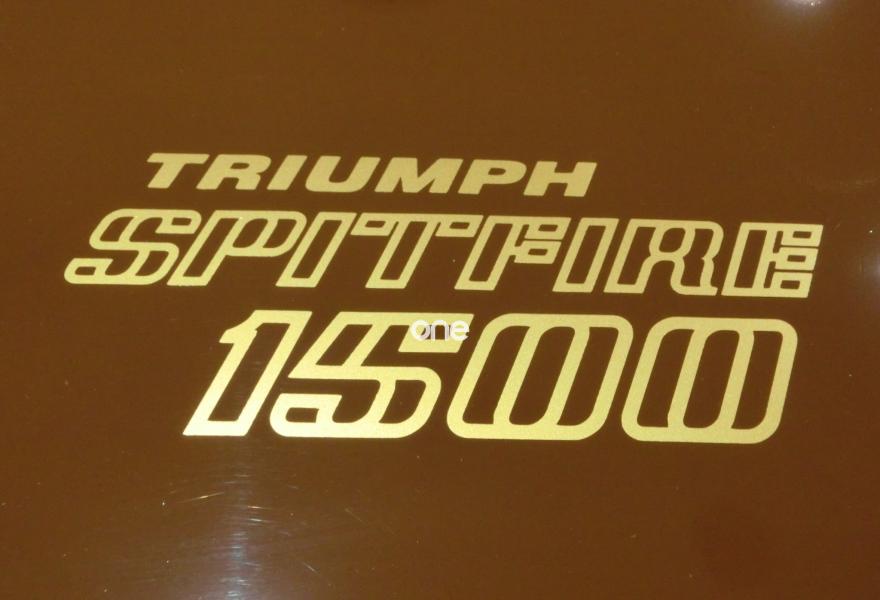 TRIUMPH
SPITFIRE
1500
one